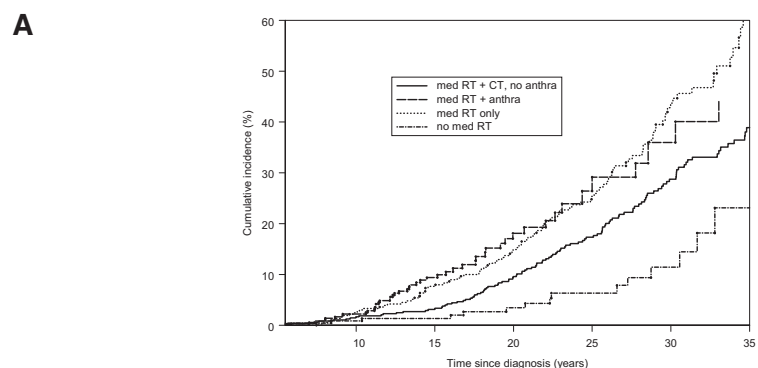 A
60
50
40
30
20
10
0
Cumulative incidence (%)
med RT + CT, no anthra
med RT + anthra
med RT only
no med RT
10 15 20 25 30 35
Time since diagnosis (years)